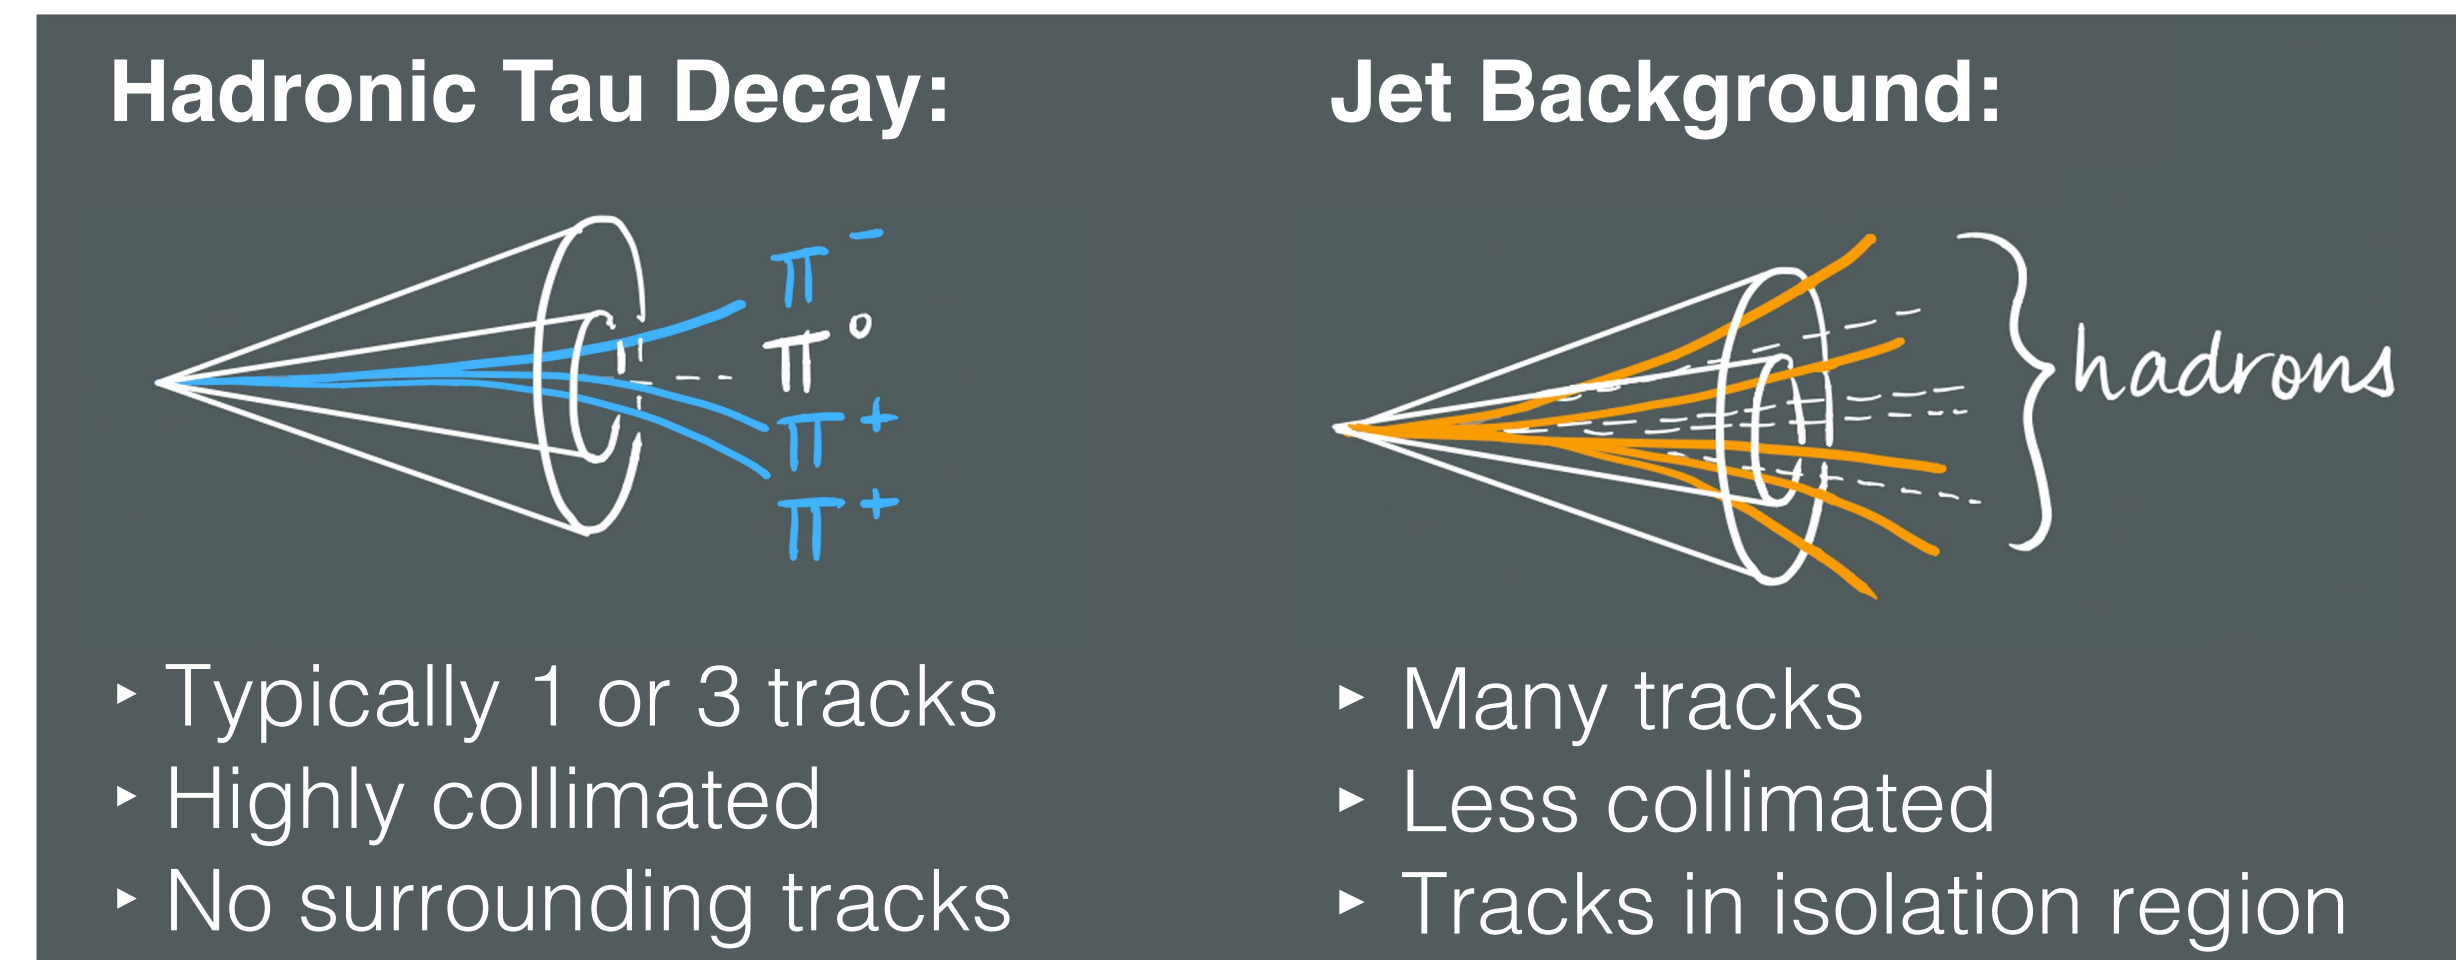 Hadronic Tau Decay:
π⁻
π⁰
π⁺
π⁺
▸ Typically 1 or 3 tracks
▸ Highly collimated
▸ No surrounding tracks
Jet Background:
hadrons
▸ Many tracks
▸ Less collimated
▸ Tracks in isolation region